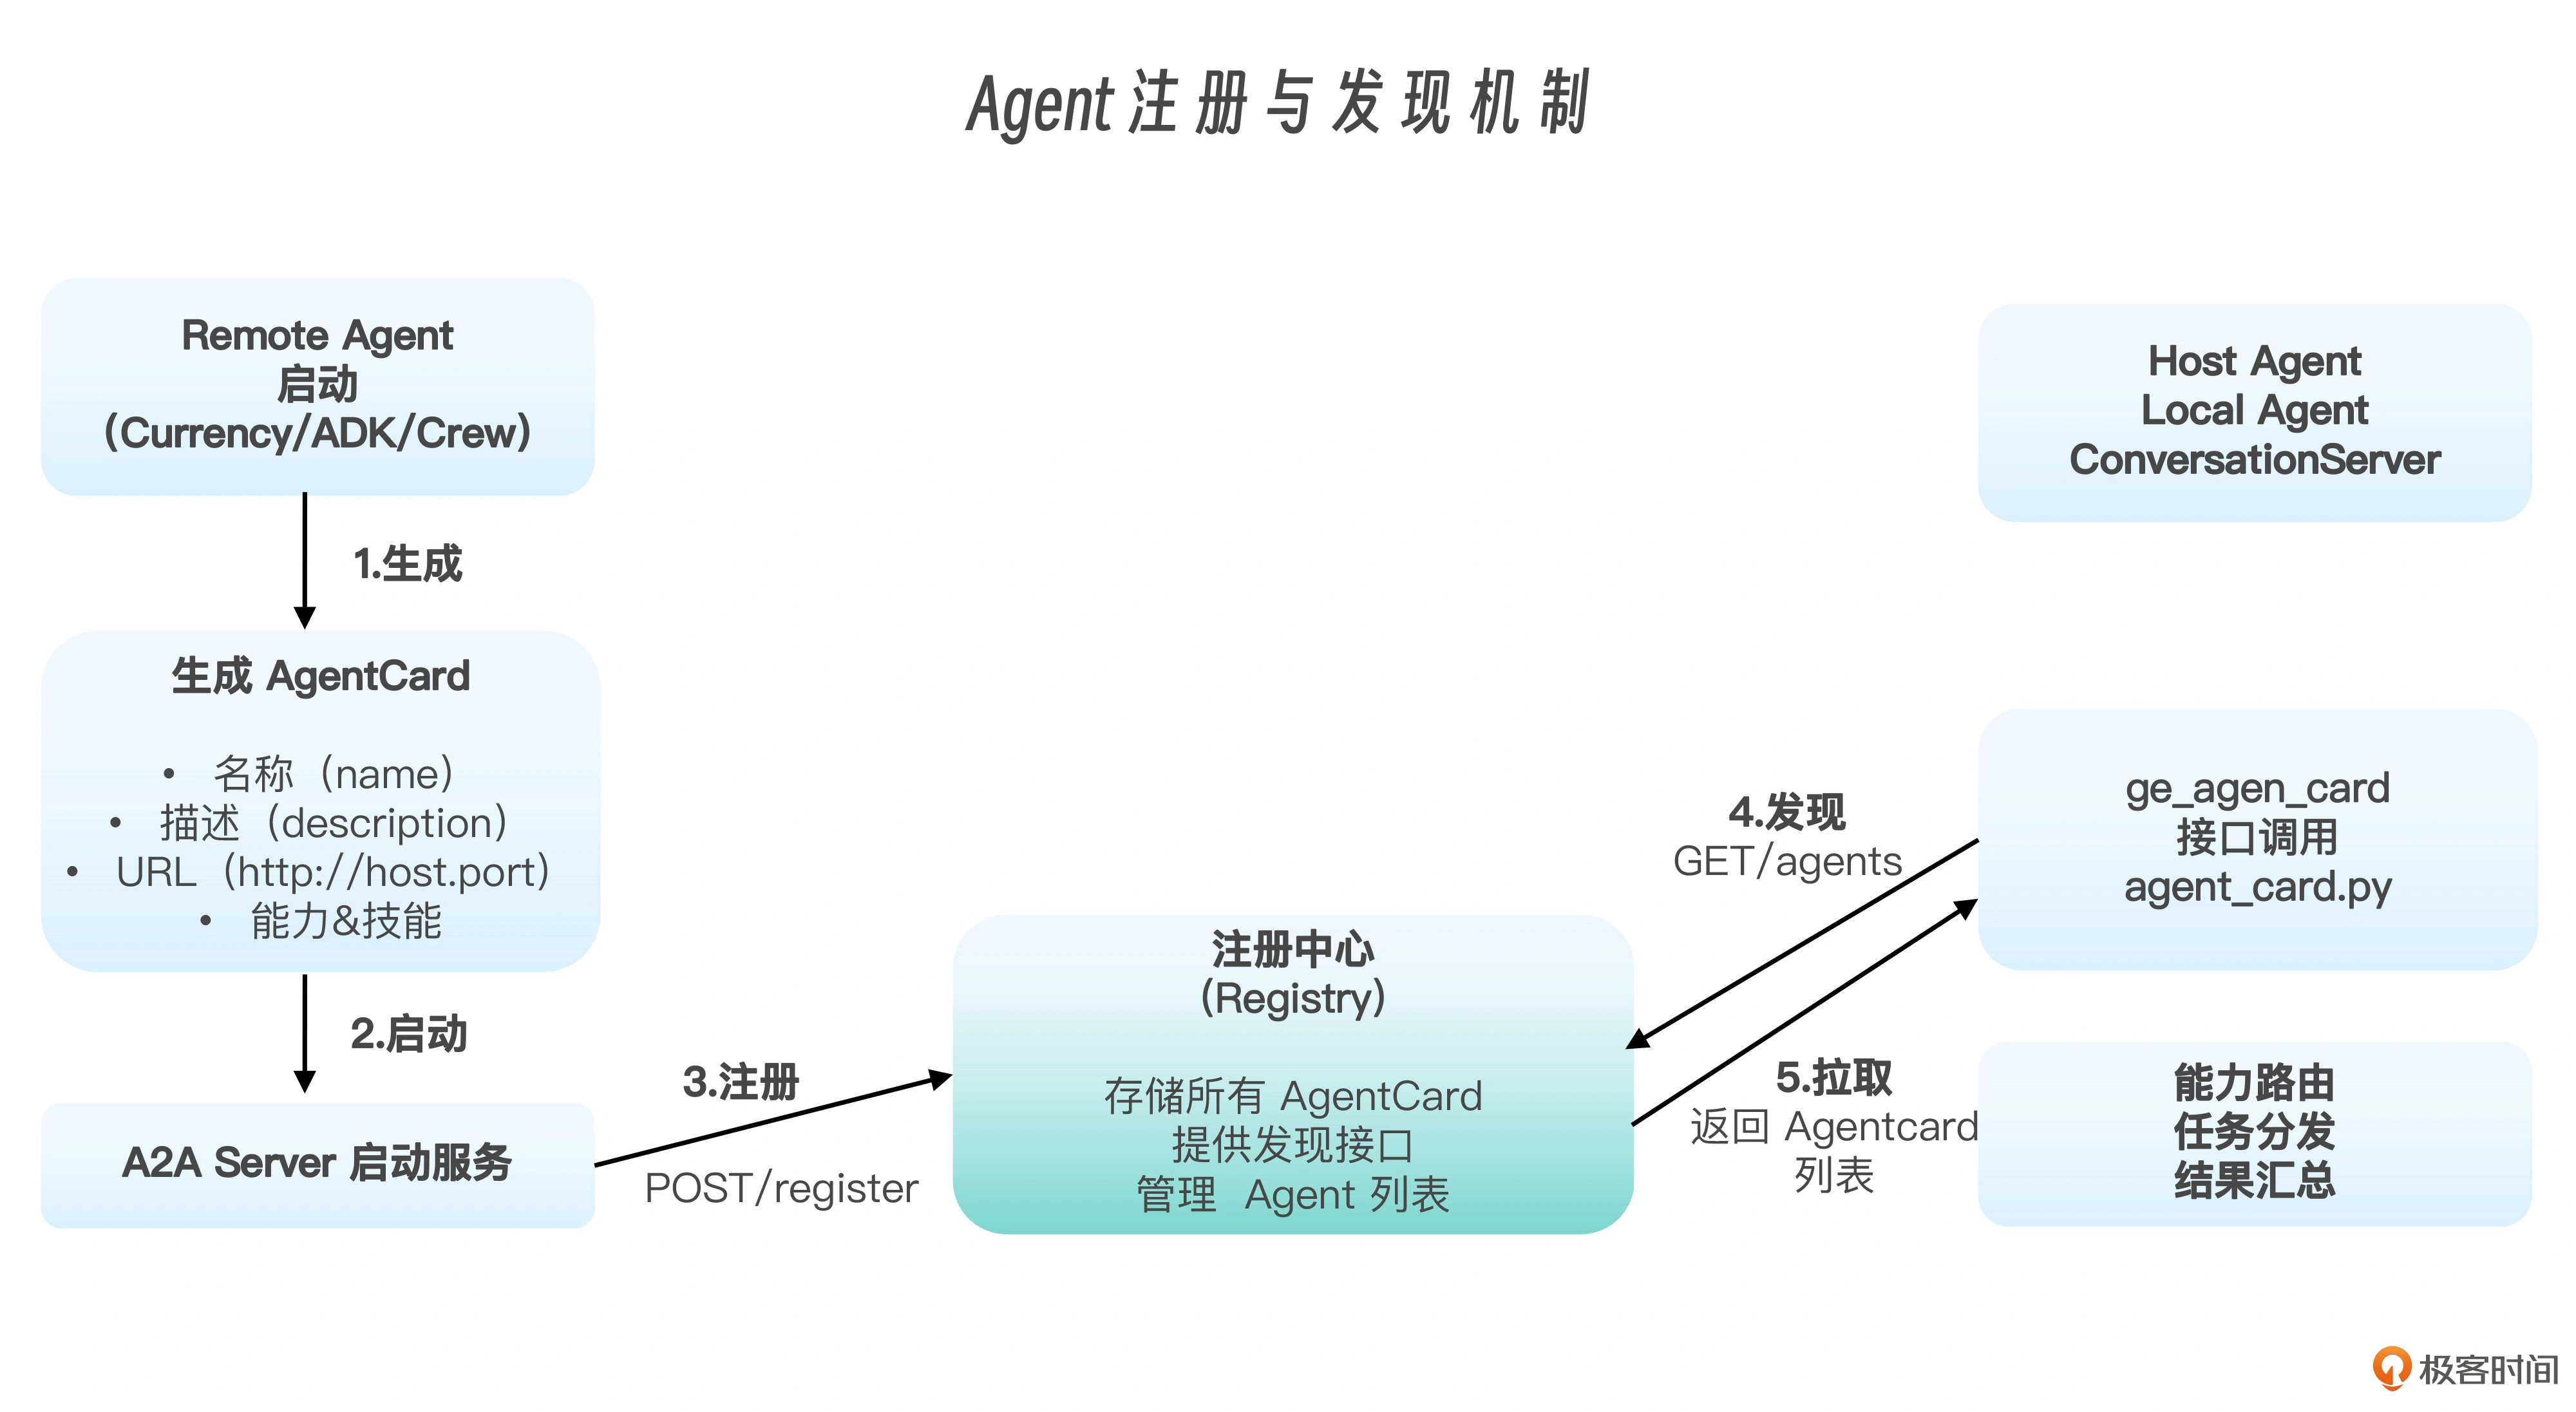 Agent 注册与发现机制
Remote Agent
启动
（Currency/ADK/Crew）
1.生成
生成 AgentCard
• 名称（name）
• 描述（description）
• URL（http://host.port）
• 能力&技能
2.启动
A2A Server 启动服务
3.注册
POST/register
注册中心
（Registry）
存储所有 AgentCard
提供发现接口
管理 Agent 列表
4.发现
GET/agents
5.拉取
返回 Agentcard
列表
Host Agent
Local Agent
ConversationServer
ge_agen_card
接口调用
agent_card.py
能力路由
任务分发
结果汇总
极客时间